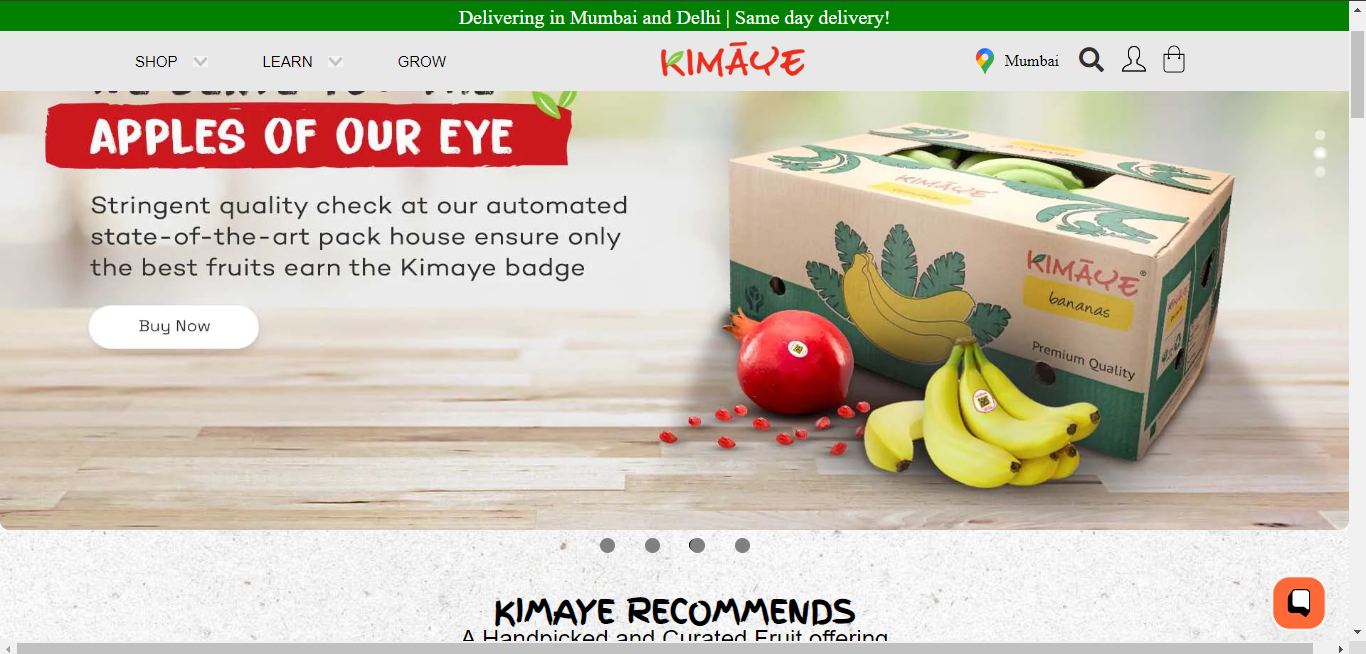 Delivering in Mumbai and Delhi | Same day delivery!
SHOP
LEARN
GROW
KIMĀYE
Mumbai
APPLES OF OUR EYE
Stringent quality check at our automated
state-of-the-art pack house ensure only
the best fruits earn the Kimaye badge
Buy Now
KIMĀYE
KIMĀYE®
bananas
Premium Quality
KIMAYE RECOMMENDS
A Handpicked and Curated Fruit offering